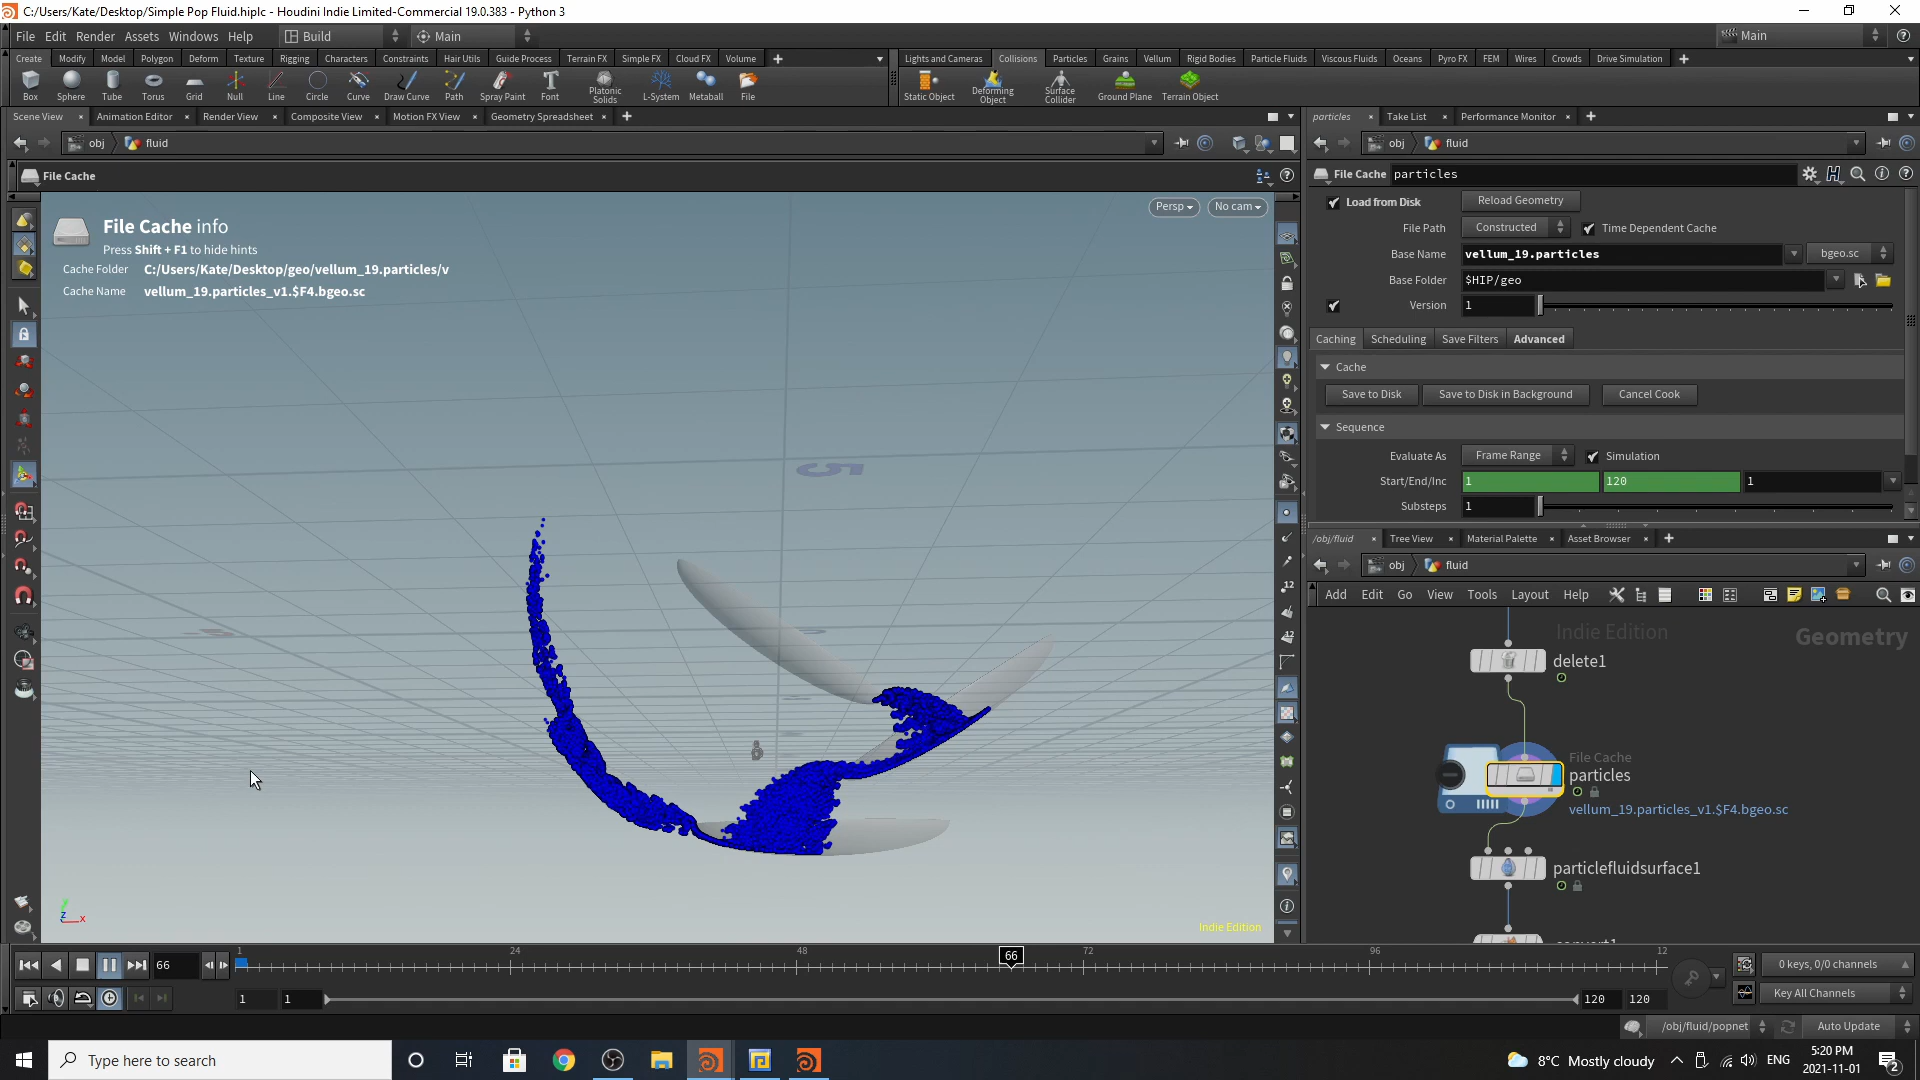 C:/Users/Kate/Desktop/Simple Pop Fluid.hiplc - Houdini Indie Limited-Commercial 19.0.383 - Python 3
File Edit Render Assets Windows Help Build Main Main
Create Modify Model Polygon Deform Texture Rigging Characters Constraints Hair Utils Guide Process Terrain FX Simple FX Cloud FX Volume
Lights and Cameras Collisions Particles Grains Vellum Rigid Bodies Particle Fluids Viscous Fluids Oceans Pyro FX FEM Wires Crowds Drive Simulation
Box Sphere Tube Torus Grid Null Line Circle Curve Draw Curve Path Spray Paint Font Platonic Solids L-System Metaball File
Static Object Deforming Object Surface Collider Ground Plane Terrain Object
Scene View Animation Editor Render View Composite View Motion FX View Geometry Spreadsheet
particles Take List Performance Monitor
obj fluid
obj fluid
File Cache
File Cache particles
Persp No cam
File Cache info
Press Shift + F1 to hide hints
Cache Folder C:/Users/Kate/Desktop/geo/vellum_19.particles/v
Cache Name vellum_19.particles_v1.$F4.bgeo.sc
5
Indie Edition
Load from Disk Reload Geometry
File Path Constructed Time Dependent Cache
Base Name vellum_19.particles bgeo.sc
Base Folder $HIP/geo
Version 1
Caching Scheduling Save Filters Advanced
Cache
Save to Disk Save to Disk in Background Cancel Cook
Sequence
Evaluate As Frame Range Simulation
Start/End/Inc 1 120 1
Substeps 1
/obj/fluid Tree View Material Palette Asset Browser
obj fluid
Add Edit Go View Tools Layout Help
Indie Edition Geometry
delete1
File Cache
particles
vellum_19.particles_v1.$F4.bgeo.sc
particlefluidsurface1
convert1
66
1 24 48 66 72 96 12
0 keys, 0/0 channels
1 1 120 120
Key All Channels
/obj/fluid/popnet Auto Update
Type here to search
8°C Mostly cloudy ENG
5:20 PM
2021-11-01
2